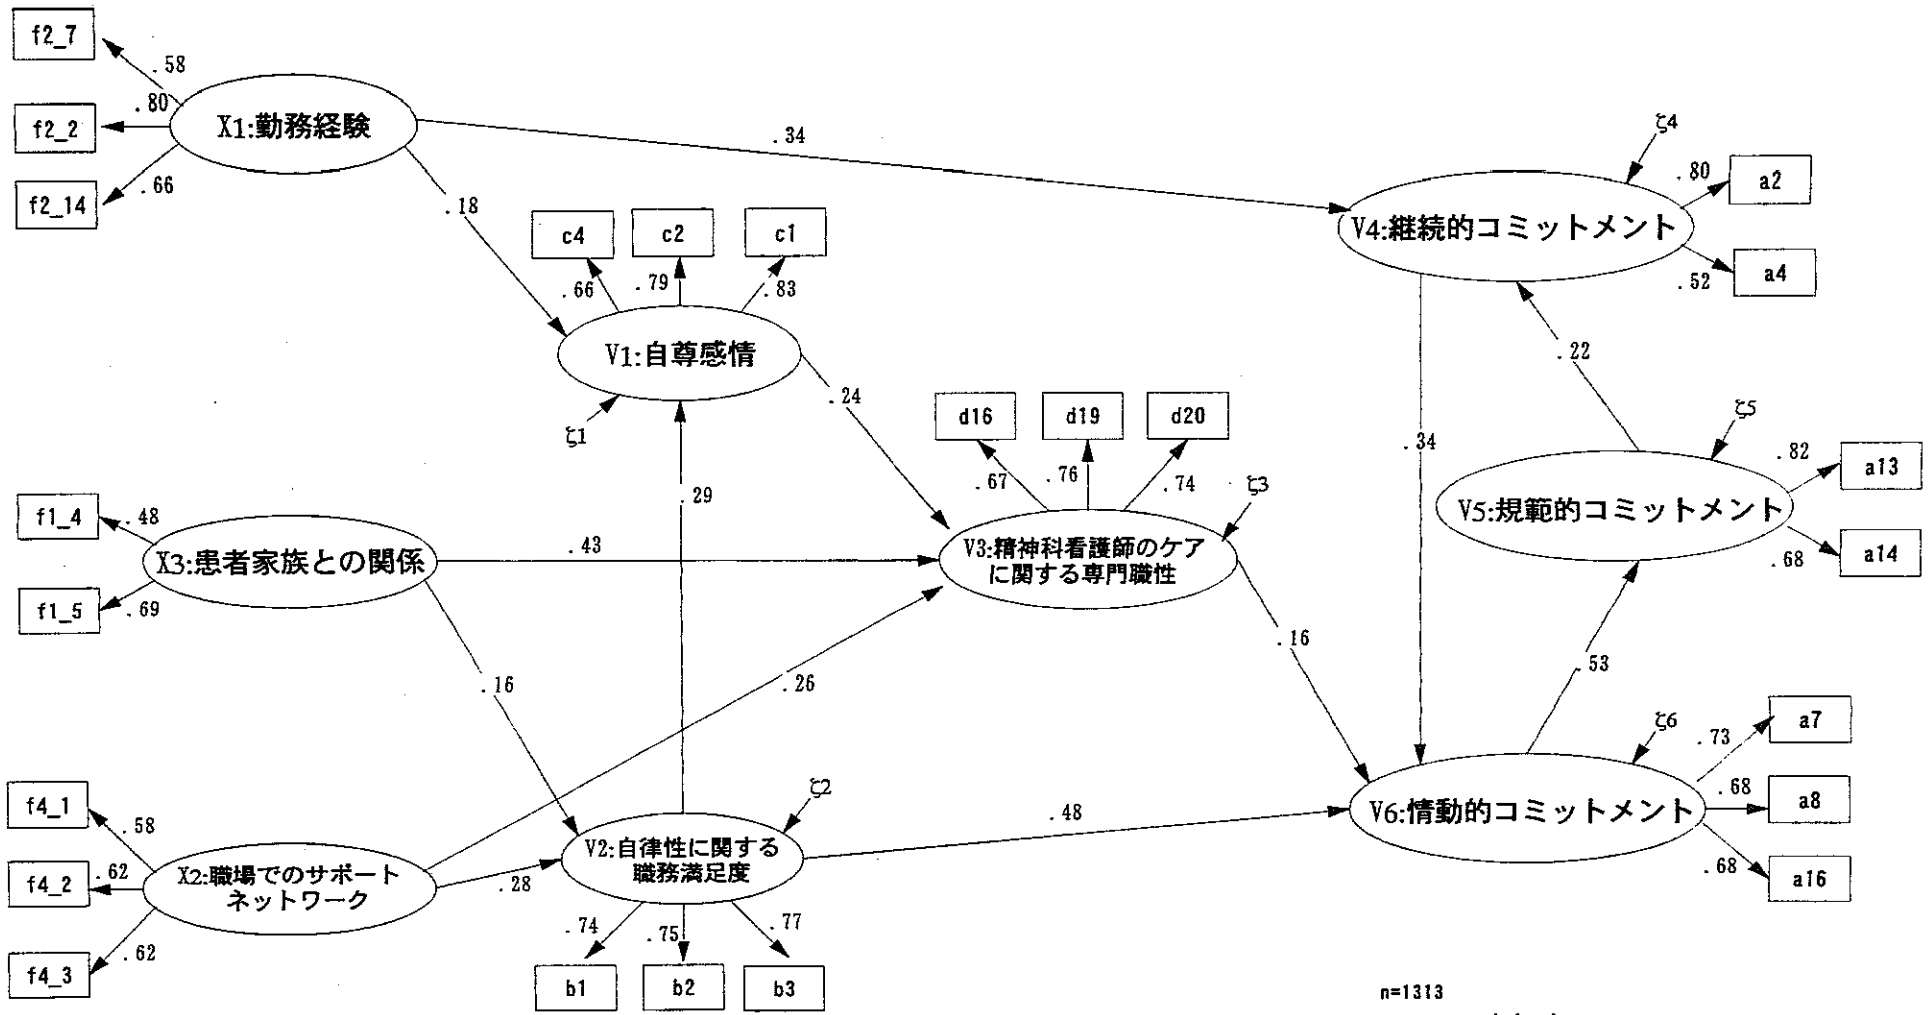 f2_7
.58
f2_2
.80
X1:勤務経験
f2_14
.66
.34
.18
ζ4
.80
a2
V4:継続的コミットメント
.52
a4
c4
c2
c1
.66
.79
.83
V1:自尊感情
ζ1
.24
.22
d16
d19
d20
.67
.76
.74
ζ3
.34
ζ5
.82
a13
V5:規範的コミットメント
.68
a14
f1_4
.48
X3:患者家族との関係
f1_5
.69
.29
.43
V3:精神科看護師のケア
に関する専門職性
.16
.26
.16
.53
ζ6
.73
a7
V6:情動的コミットメント
.68
a8
.68
a16
f4_1
.58
f4_2
.62
X2:職場でのサポート
ネットワーク
f4_3
.62
.28
ζ2
V2:自律性に関する
職務満足度
.48
.74
.75
.77
b1
b2
b3
n=1313